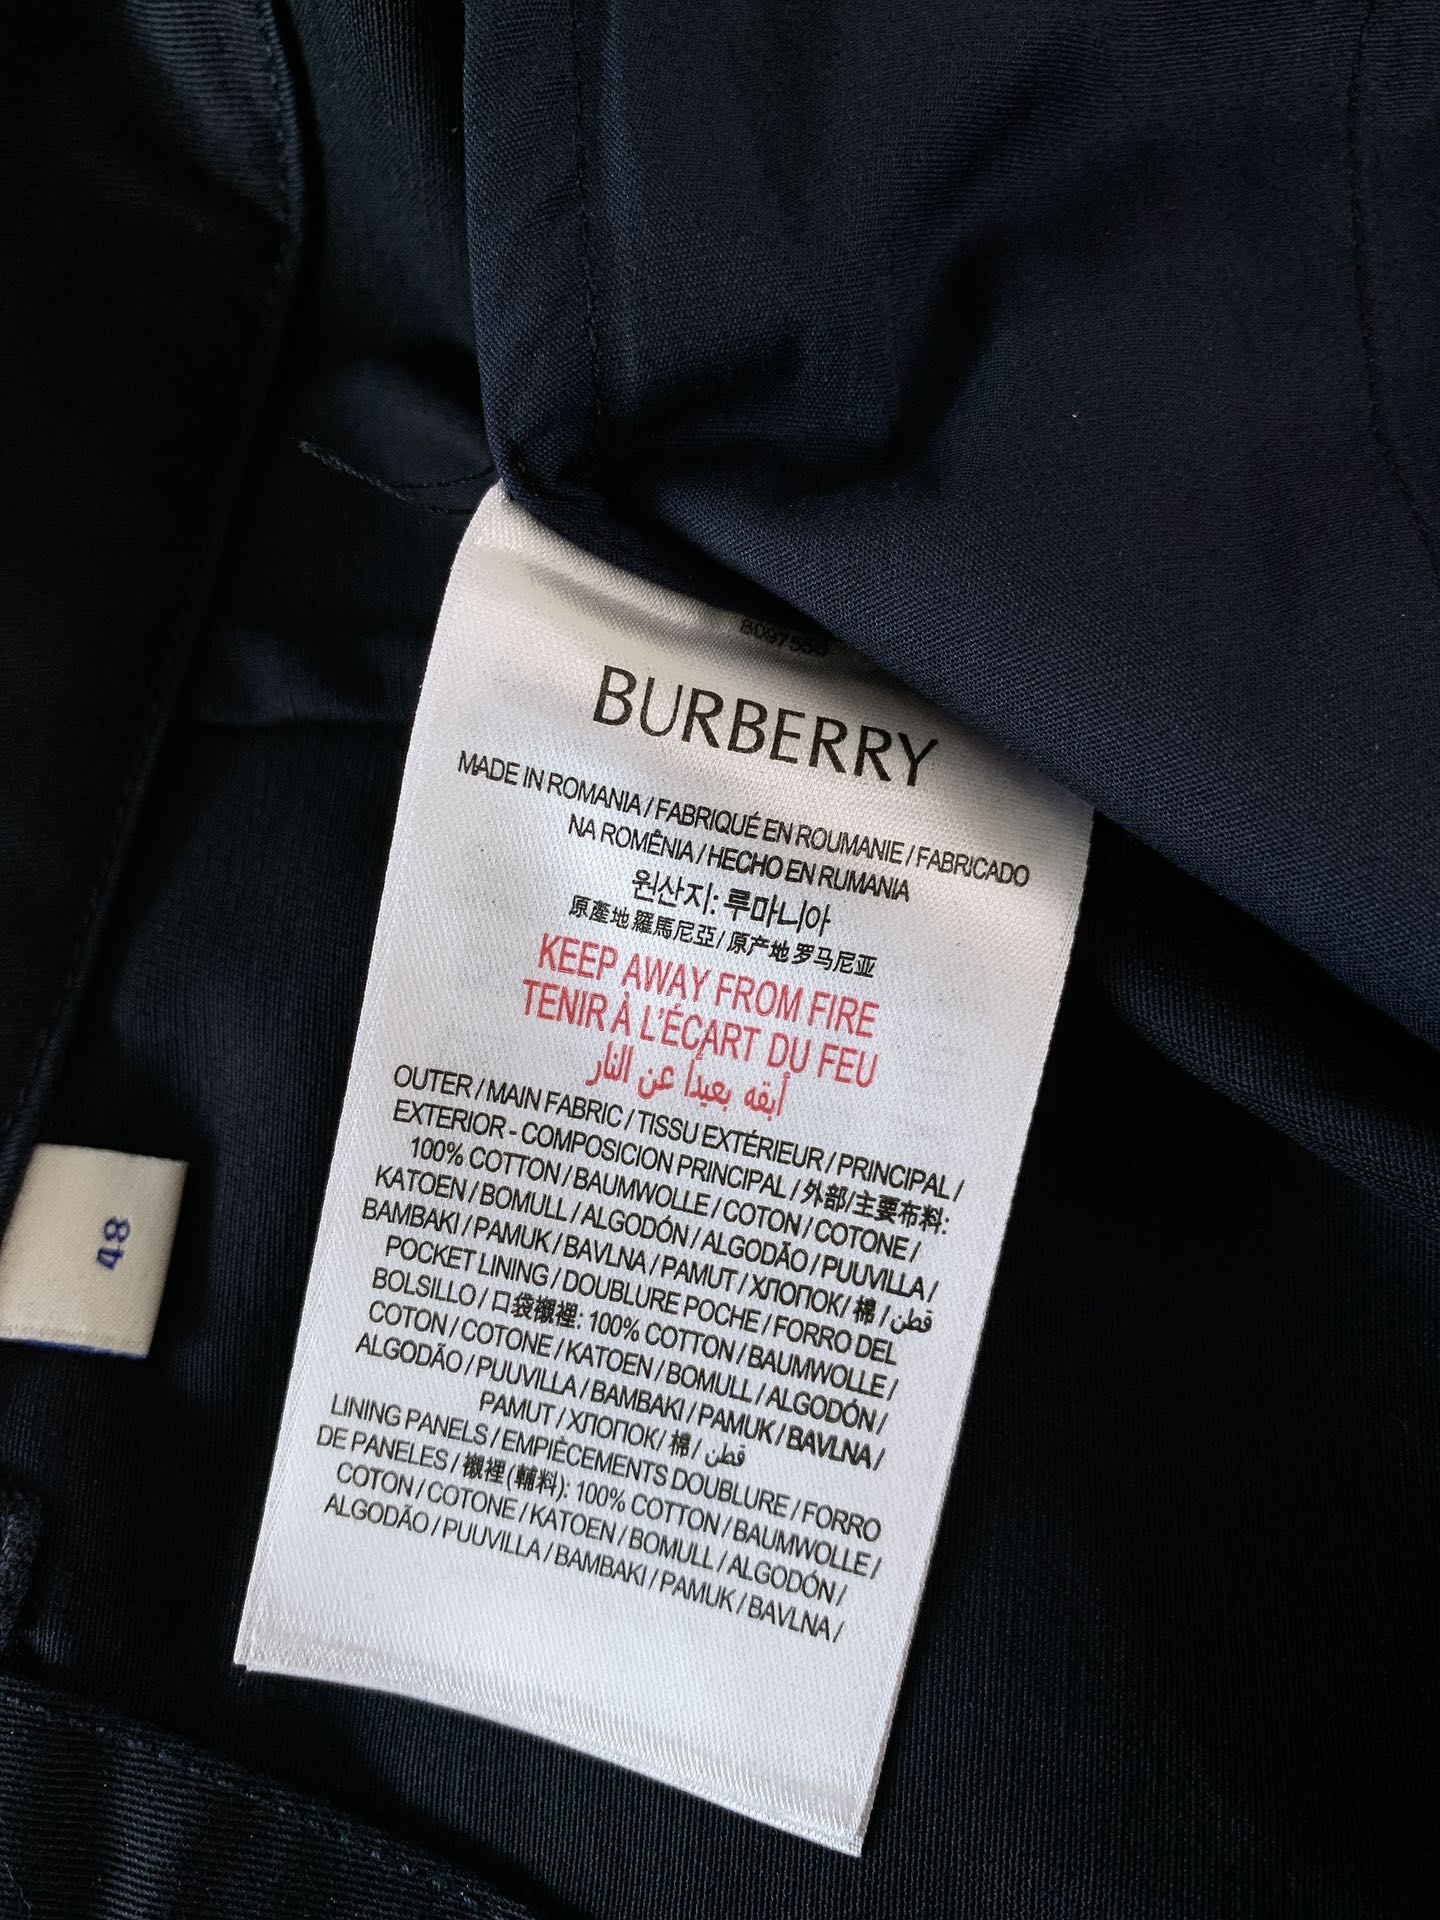 BURBERRY
MADE IN ROMANIA / FABRIQUÉ EN ROUMANIE / FABRICADO
NA ROMÊNIA / HECHO EN RUMANIA
원산지: 루마니아
原產地 羅馬尼亞 / 原产地 罗马尼亚
KEEP AWAY FROM FIRE
TENIR À L'ÉCART DU FEU
أبقه بعيداً عن النار
OUTER / MAIN FABRIC / TISSU EXTÉRIEUR / PRINCIPAL /
EXTERIOR - COMPOSICION PRINCIPAL / 外部/主要布料:
100% COTTON / BAUMWOLLE / COTON / COTONE /
KATOEN / BOMULL / ALGODÓN / ALGODÃO / PUUVILLA /
BAMBAKI / PAMUK / BAVLNA / PAMUT / ХЛОПОК/ 棉 / قطن
POCKET LINING / DOUBLURE POCHE / FORRO DEL
BOLSILLO / 口袋襯裡: 100% COTTON / BAUMWOLLE /
COTON / COTONE / KATOEN / BOMULL / ALGODÓN /
ALGODÃO / PUUVILLA / BAMBAKI / PAMUK / BAVLNA /
PAMUT / ХЛОПОК/ 棉 / قطن
LINING PANELS / EMPIÈCEMENTS DOUBLURE / FORRO
DE PANELES / 襯裡(輔料): 100% COTTON / BAUMWOLLE /
COTON / COTONE / KATOEN / BOMULL / ALGODÓN /
ALGODÃO / PUUVILLA / BAMBAKI / PAMUK / BAVLNA /
48